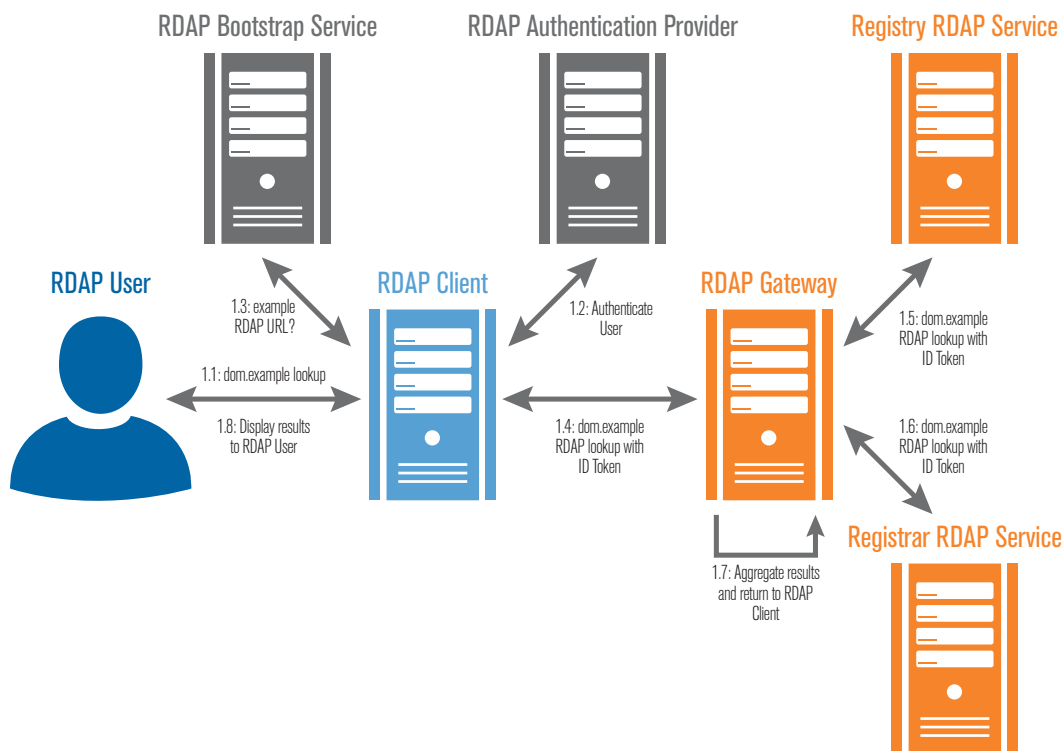 RDAP Bootstrap Service
RDAP Authentication Provider
Registry RDAP Service
RDAP User
RDAP Client
RDAP Gateway
1.3: example
RDAP URL?
1.2: Authenticate
User
1.5: dom.example
RDAP lookup with
ID Token
1.1: dom.example lookup
1.8: Display results
to RDAP User
1.4: dom.example
RDAP lookup with
ID Token
1.6: dom.example
RDAP lookup with
ID Token
Registrar RDAP Service
1.7: Aggregate results
and return to RDAP
Client